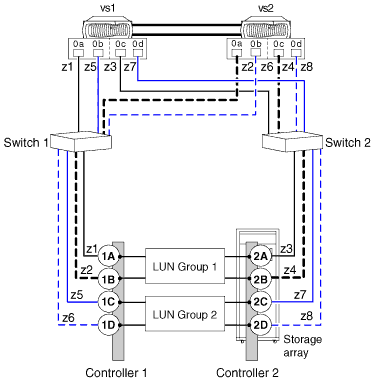 vs1 vs2
0a 0b 0c 0d 0a 0b 0c 0d
z1 z5 z3 z7 z2 z6 z4 z8
Switch 1 Switch 2
z1 1A 2A z3
LUN Group 1
z2 1B 2B z4
z5 1C 2C z7
LUN Group 2
z6 1D 2D z8
Storage
array
Controller 1 Controller 2